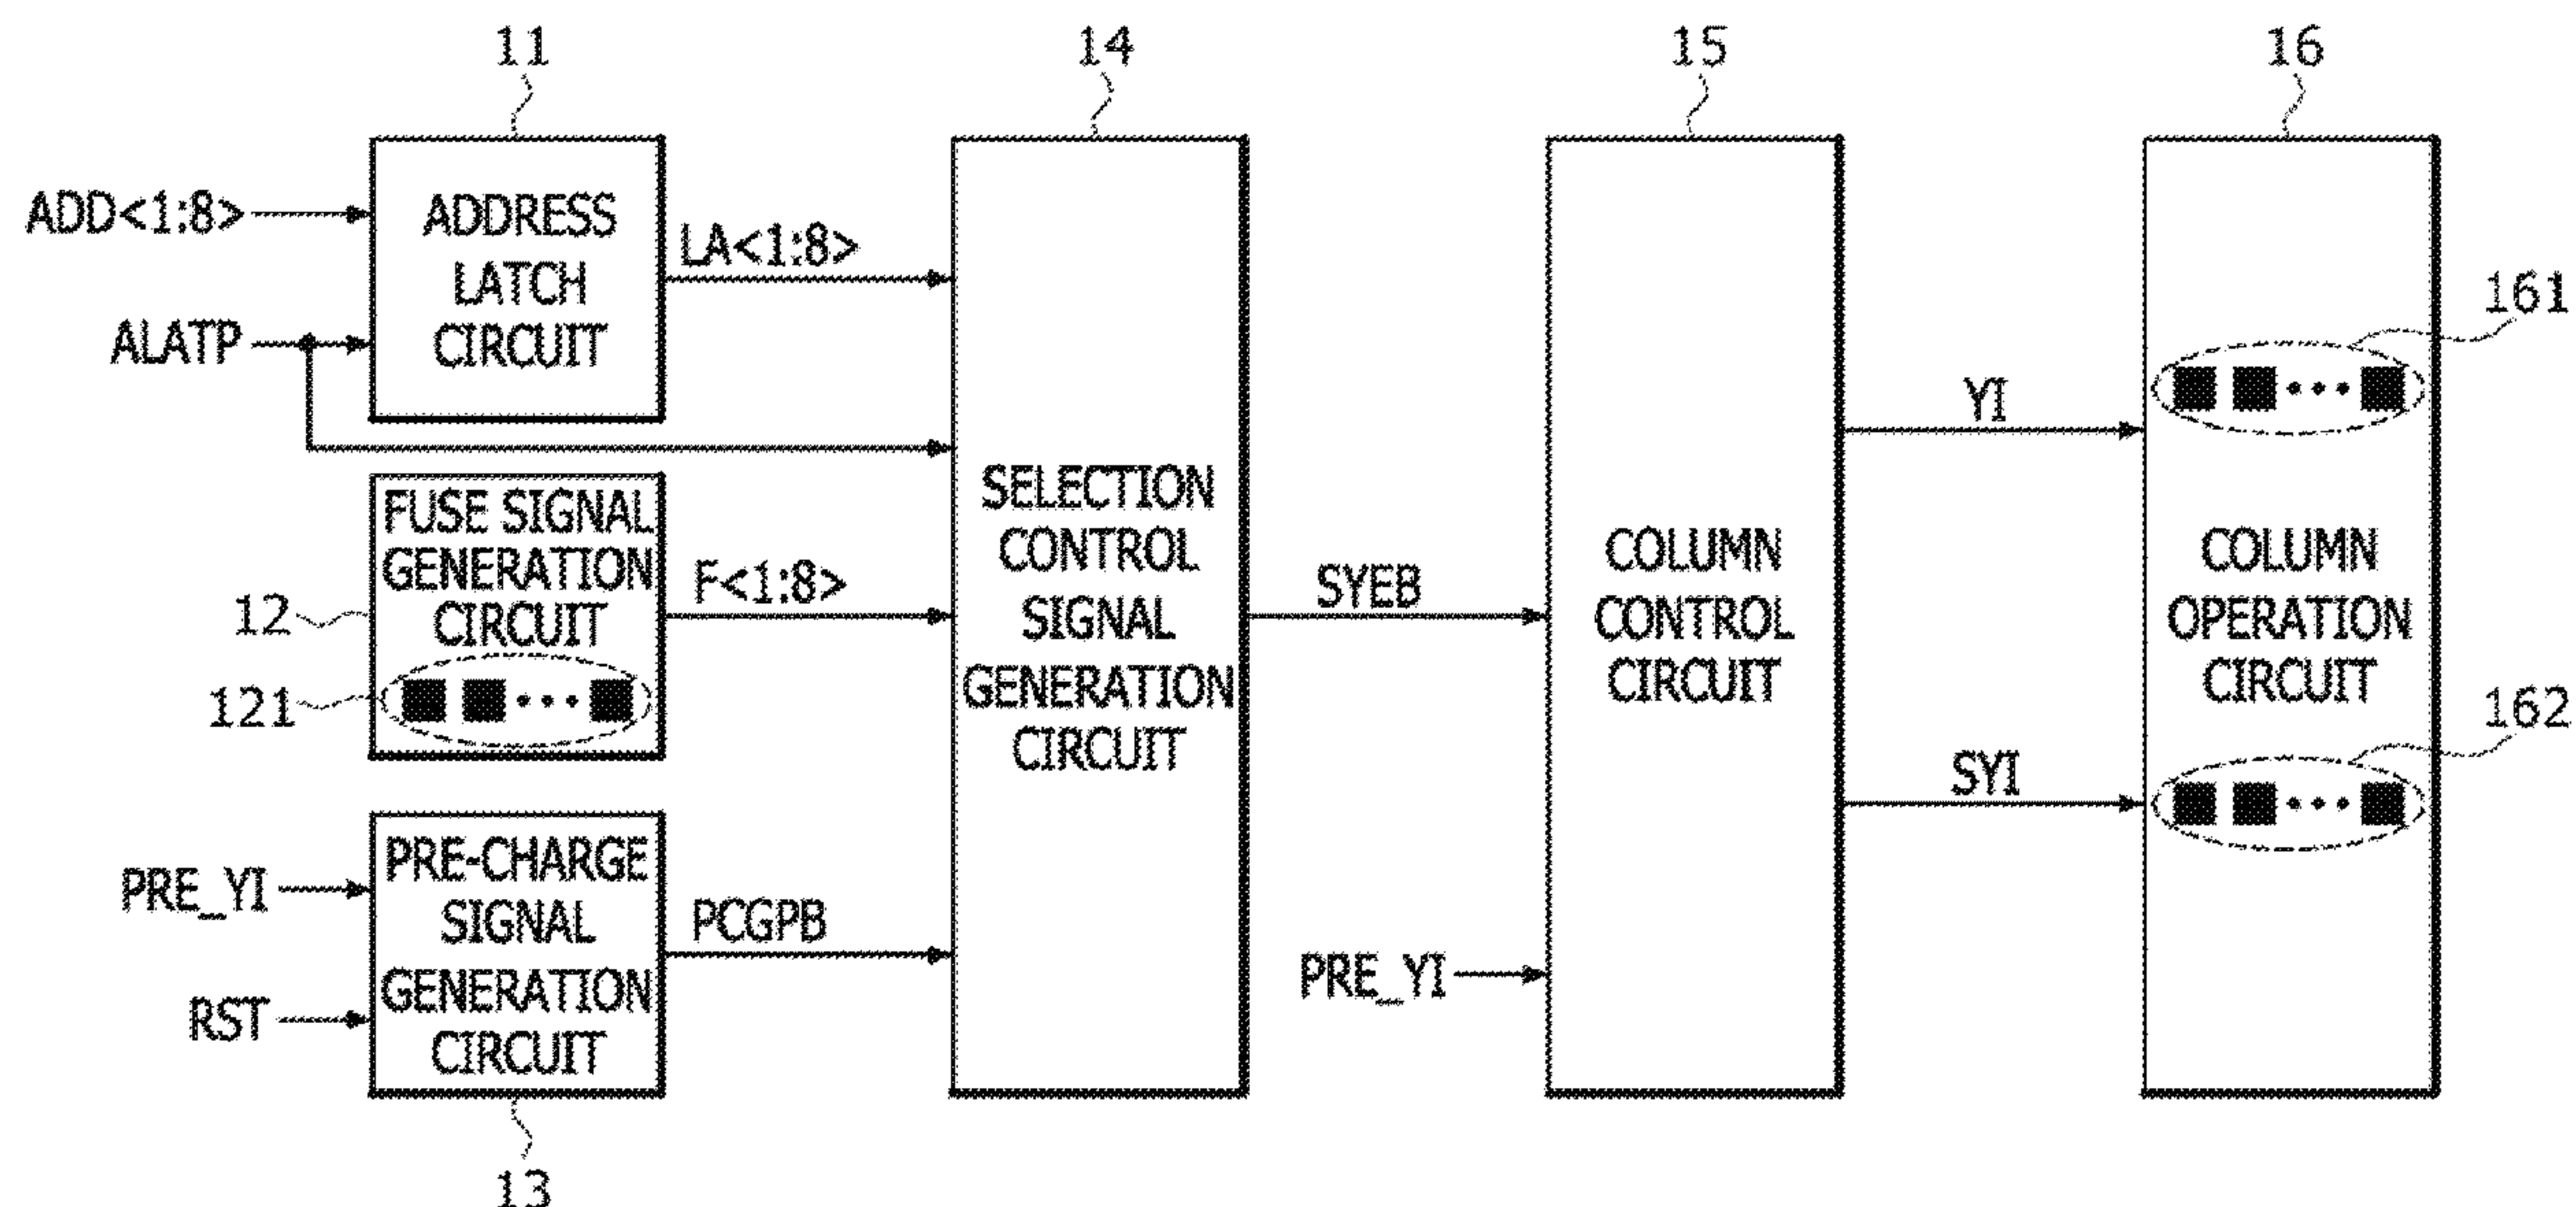 11
14
15
16
ADD<1:8>
ALATP
ADDRESS
LATCH
CIRCUIT
LA<1:8>
12
121
FUSE SIGNAL
GENERATION
CIRCUIT
F<1:8>
PRE_YI
RST
PRE-CHARGE
SIGNAL
GENERATION
CIRCUIT
13
PCGPB
SELECTION
CONTROL
SIGNAL
GENERATION
CIRCUIT
SYEB
PRE_YI
COLUMN
CONTROL
CIRCUIT
YI
SYI
COLUMN
OPERATION
CIRCUIT
161
162